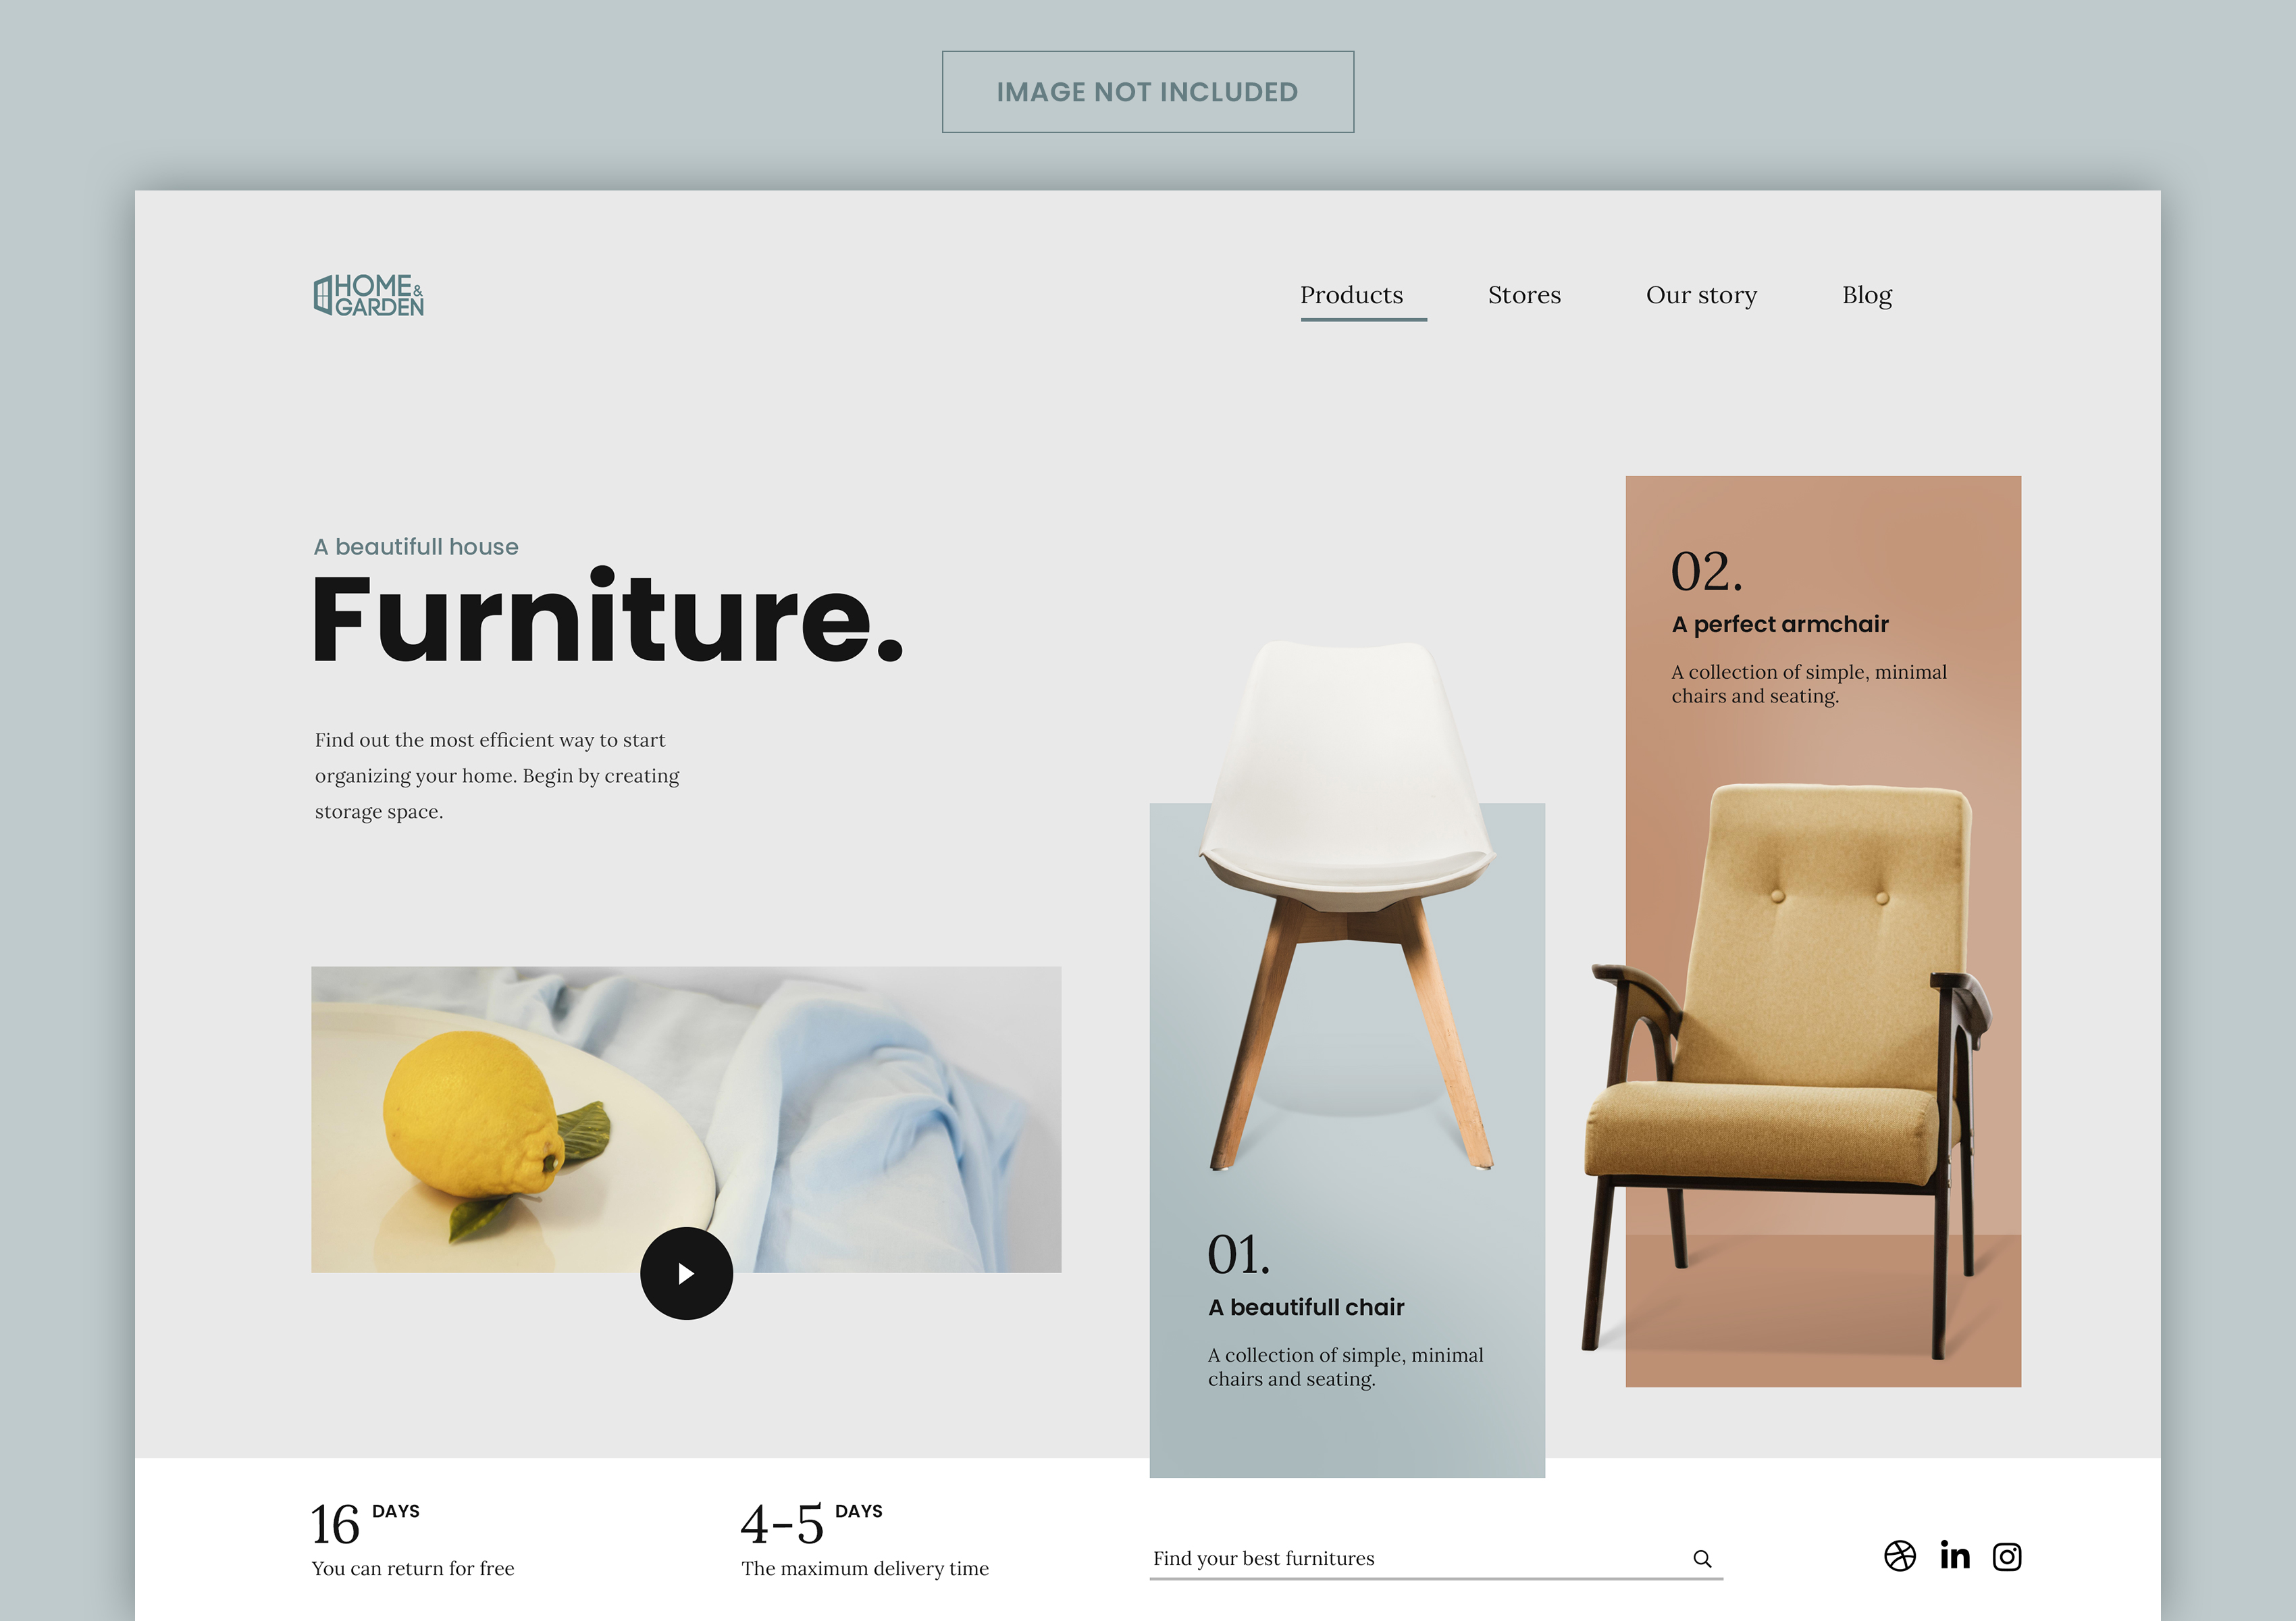 IMAGE NOT INCLUDED
HOME &
GARDEN
Products
Stores
Our story
Blog
A beautifull house
Furniture.
Find out the most efficient way to start
organizing your home. Begin by creating
storage space.
02.
A perfect armchair
A collection of simple, minimal
chairs and seating.
01.
A beautifull chair
A collection of simple, minimal
chairs and seating.
16 DAYS
You can return for free
4-5 DAYS
The maximum delivery time
Find your best furnitures
in